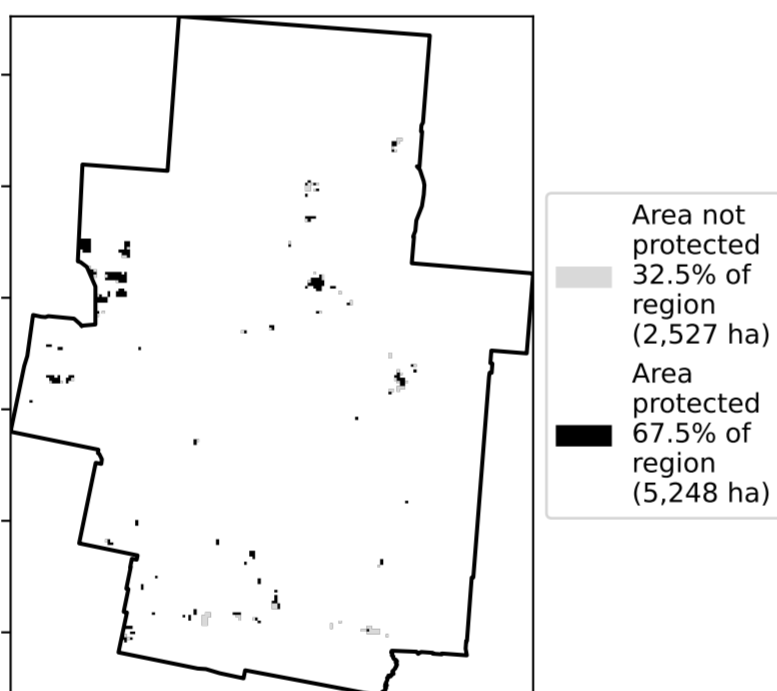 Area not
protected
32.5% of
region
(2,527 ha)
Area
protected
67.5% of
region
(5,248 ha)